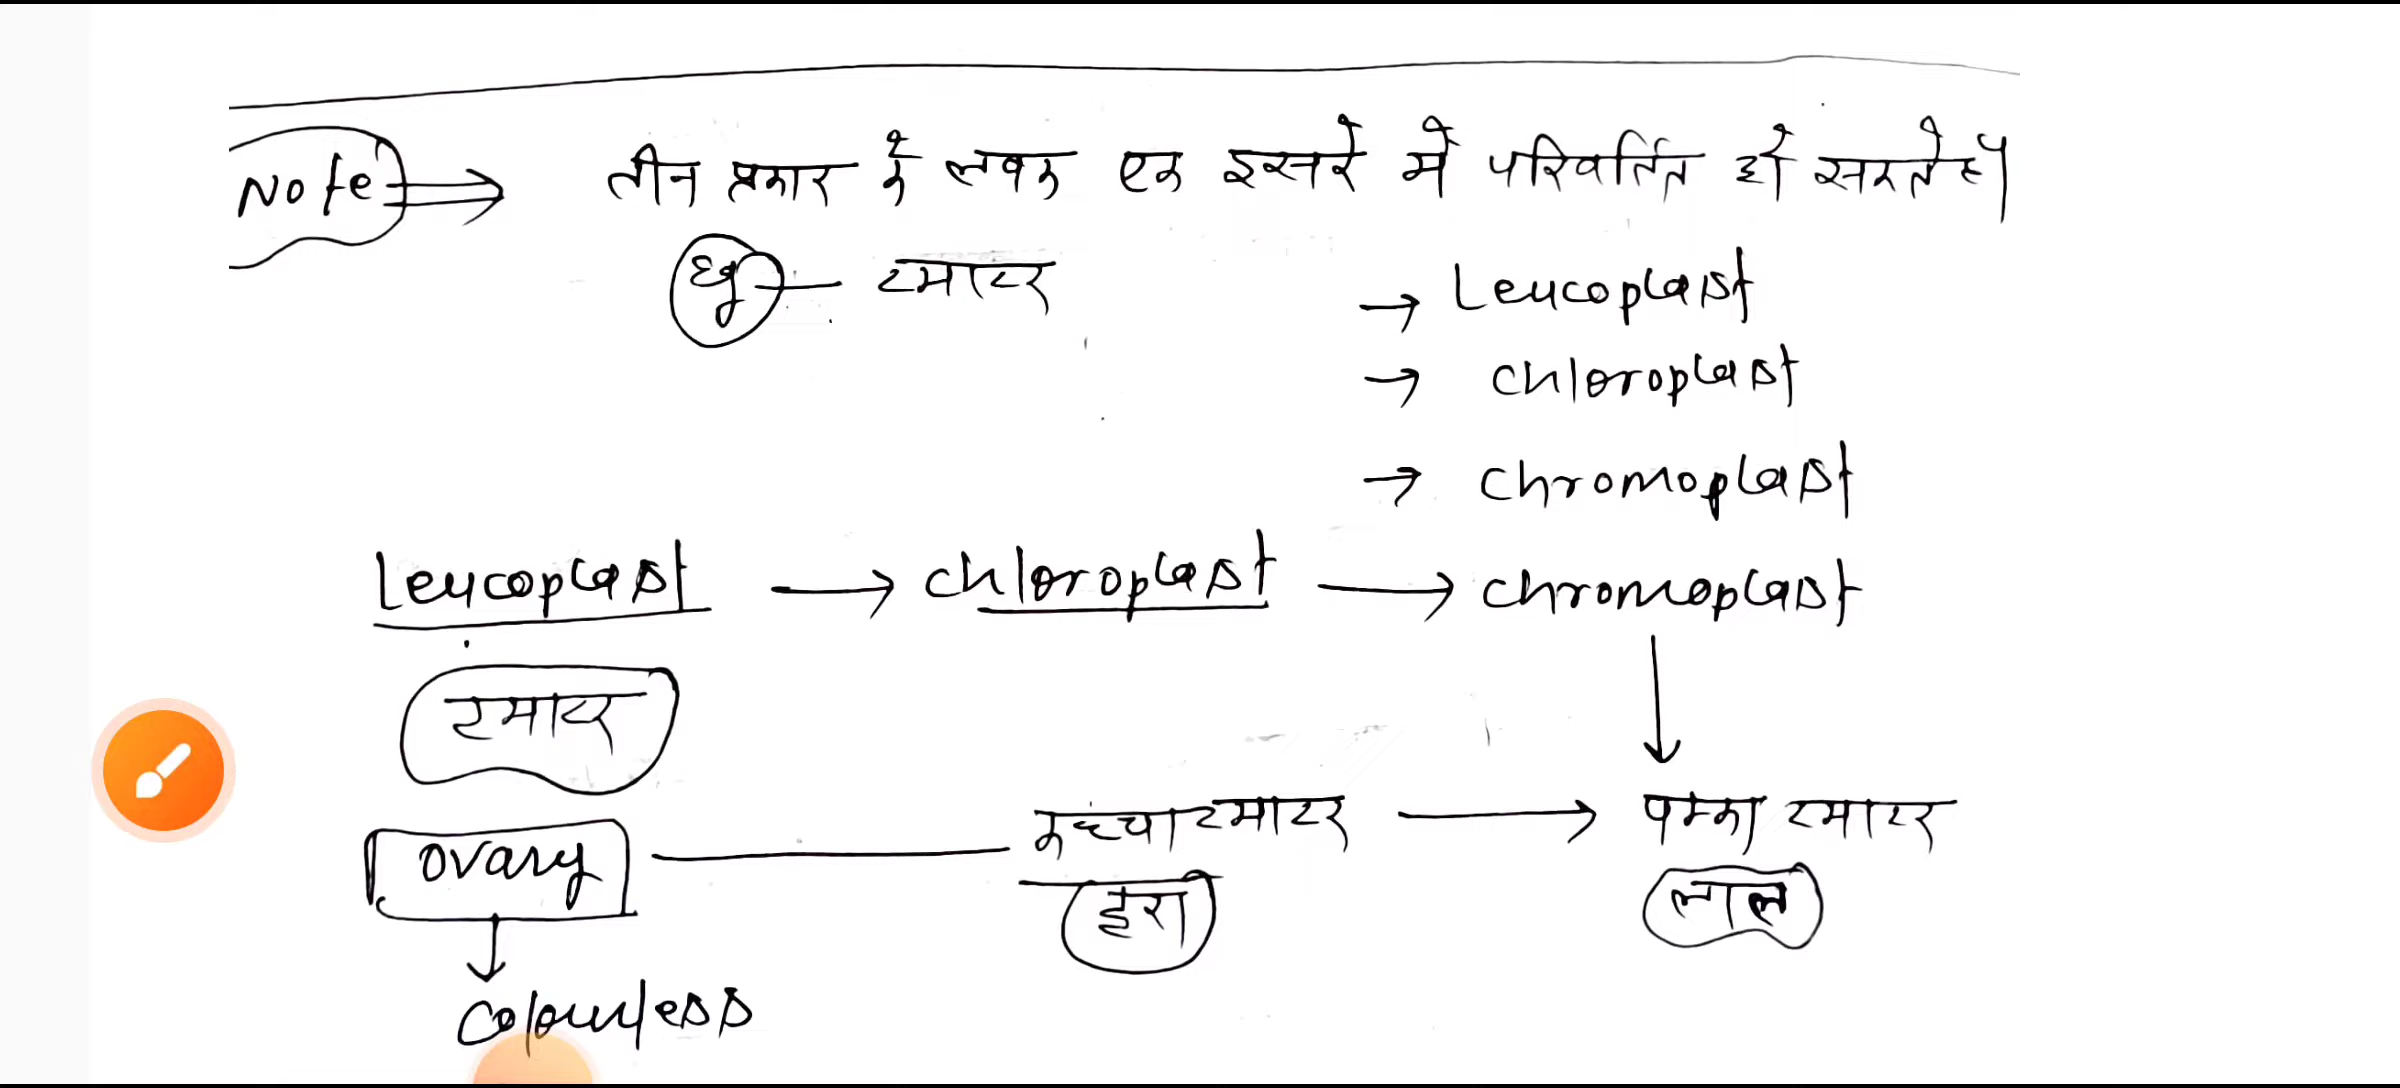 Note ⇒ तीन प्रकार के लवक एक दूसरे में परिवर्तित हो सकते है।
Eg — टमाटर
→ Leucoplast
→ chloroplast
→ chromoplast
Leucoplast → chloroplast → chromoplast
टमाटर
ovary — कच्चा टमाटर → पक्का टमाटर
हरा लाल
colourless